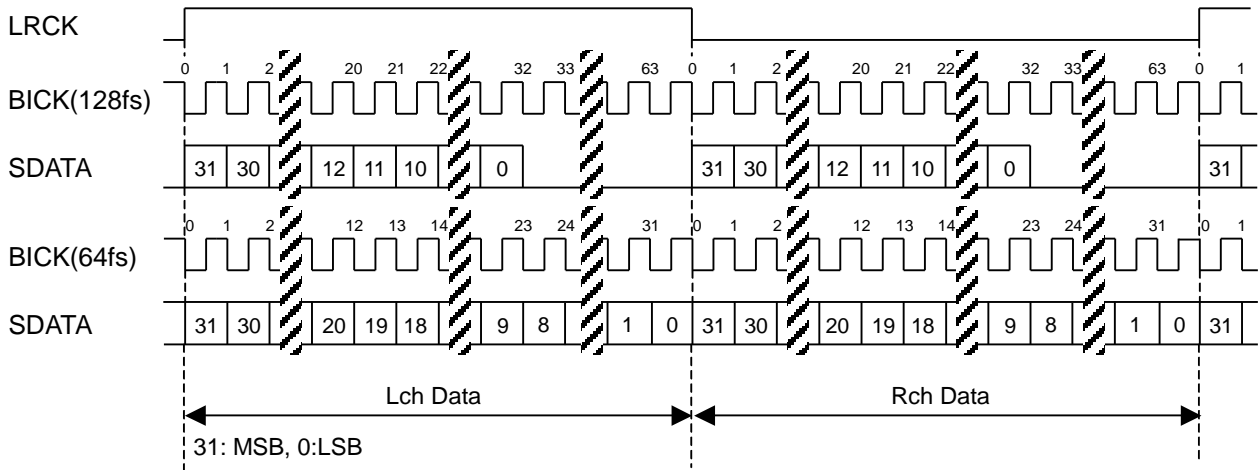 LRCK
0 1 2 20 21 22 32 33 63 0 1 2 20 21 22 32 33 63 0 1
BICK(128fs)
SDATA 31 30 12 11 10 0 31 30 12 11 10 0 31
0 1 2 12 13 14 23 24 31 0 1 2 12 13 14 23 24 31 0 1
BICK(64fs)
SDATA 31 30 20 19 18 9 8 1 0 31 30 20 19 18 9 8 1 0 31
Lch Data Rch Data
31: MSB, 0:LSB